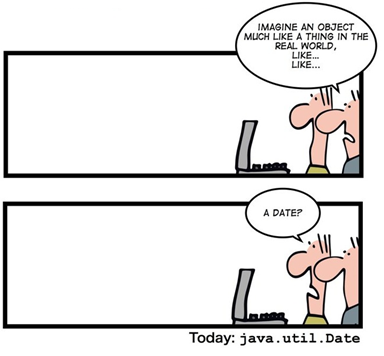 IMAGINE AN OBJECT
MUCH LIKE A THING IN THE
REAL WORLD,
LIKE...
LIKE...
A DATE?
Today: java.util.Date